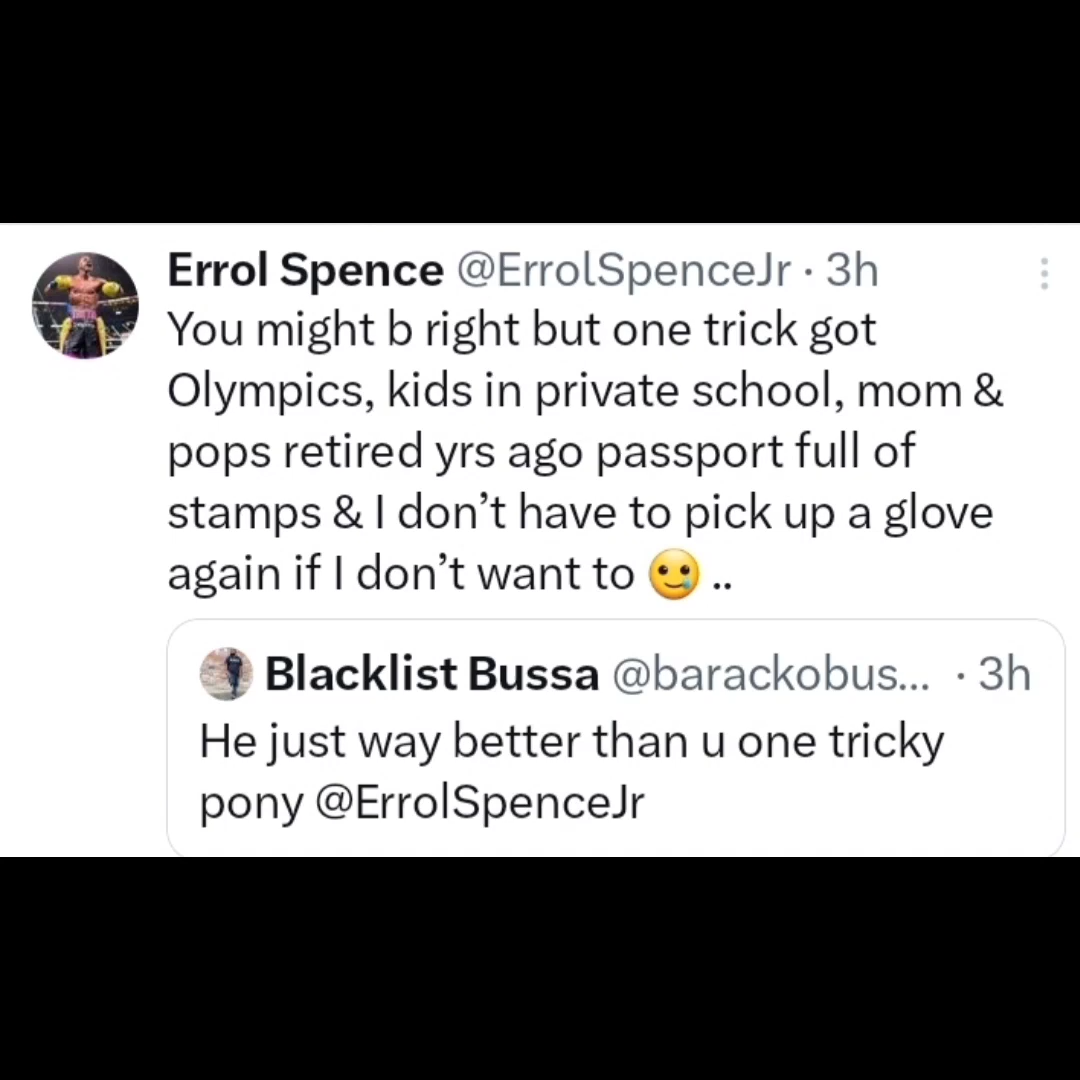 Errol Spence @ErrolSpenceJr · 3h
You might b right but one trick got
Olympics, kids in private school, mom &
pops retired yrs ago passport full of
stamps & I don’t have to pick up a glove
again if I don’t want to 🥲 ..
Blacklist Bussa @barackobus... · 3h
He just way better than u one tricky
pony @ErrolSpenceJr